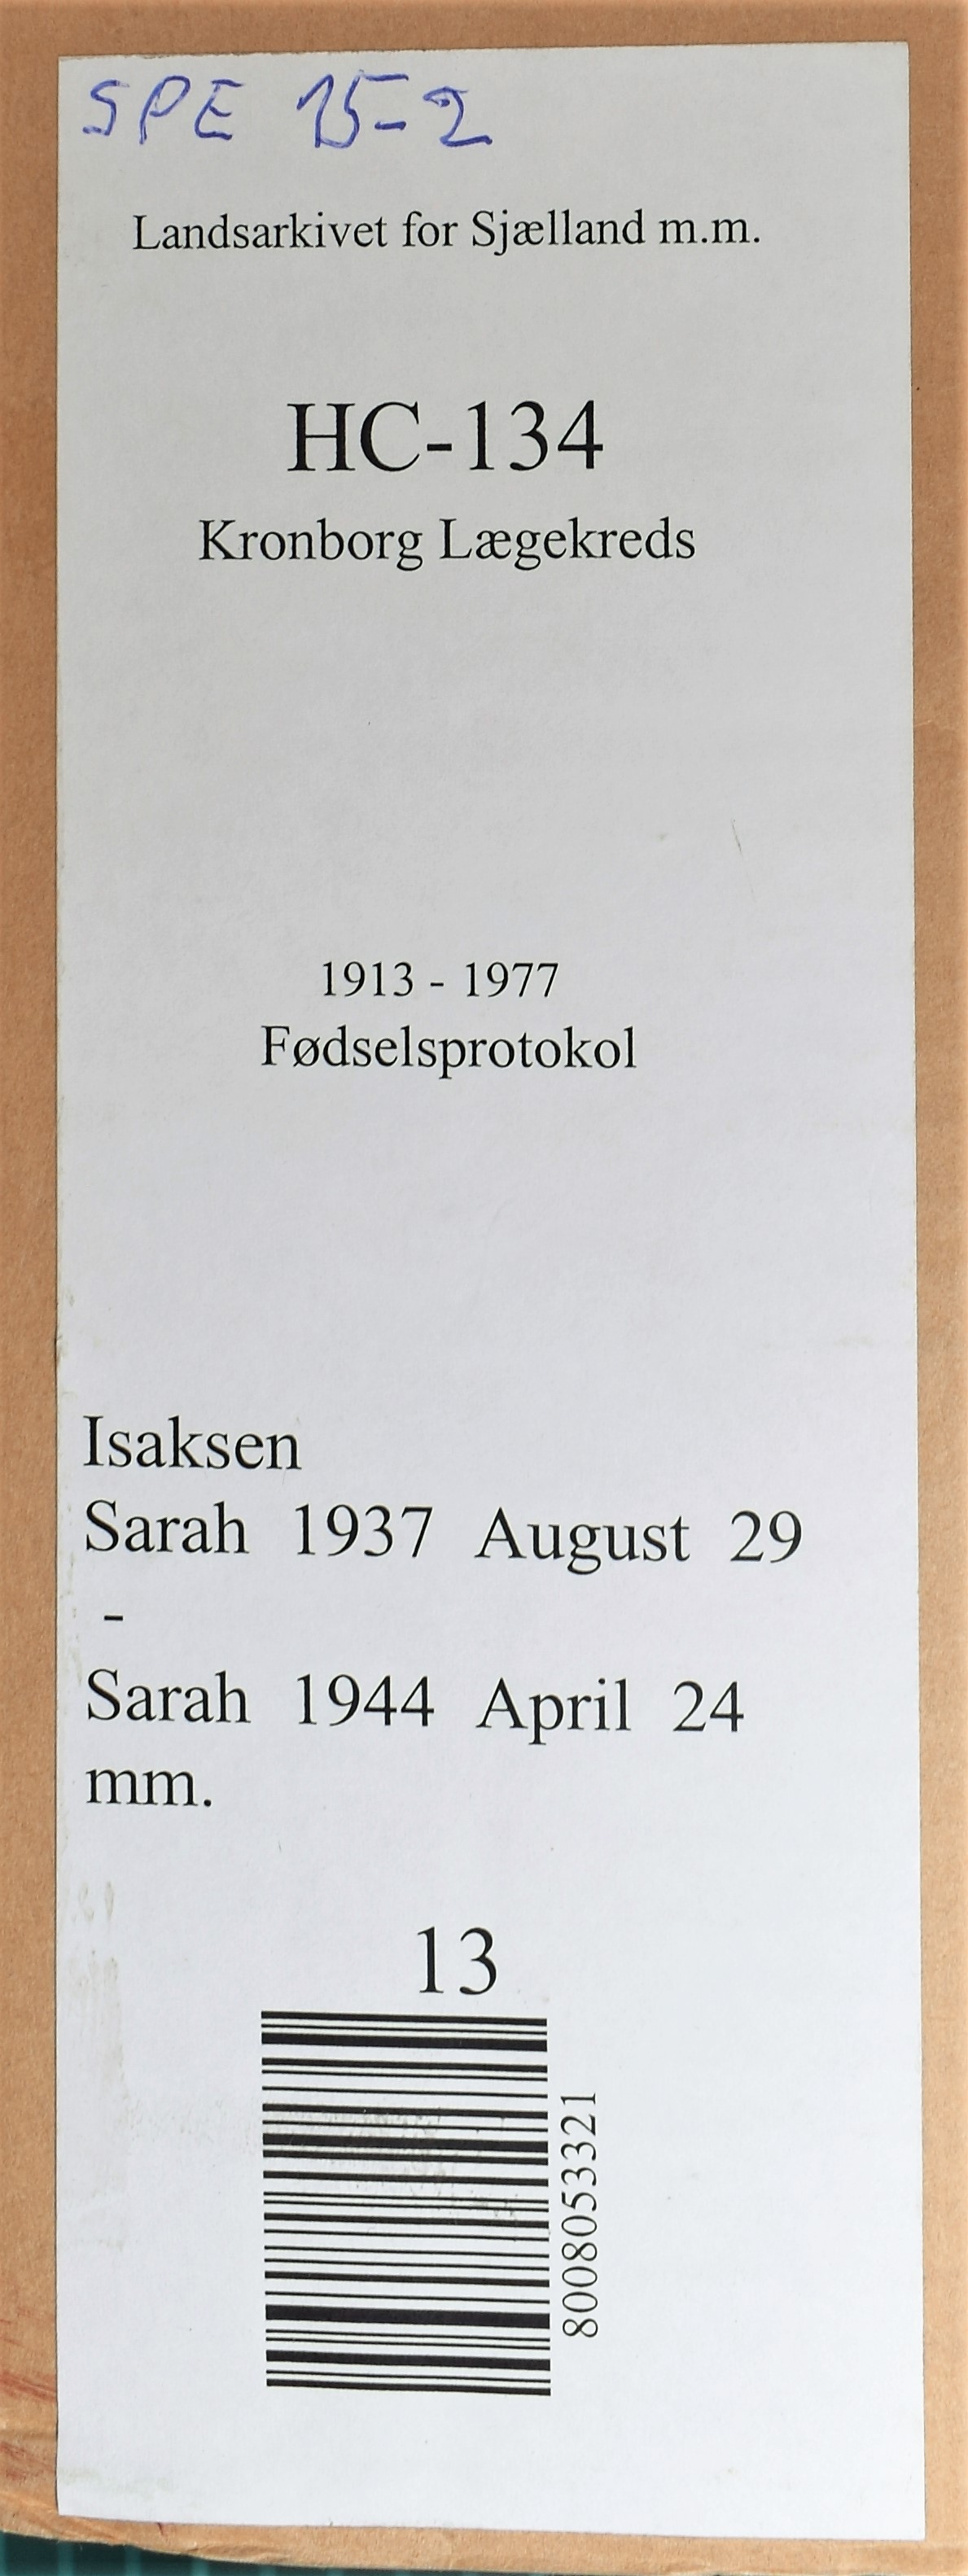 SPE 15-2
Landsarkivet for Sjælland m.m.
HC-134
Kronborg Lægekreds
1913 - 1977
Fødselsprotokol
Isaksen
Sarah 1937 August 29
-
Sarah 1944 April 24
mm.
13
8008053321